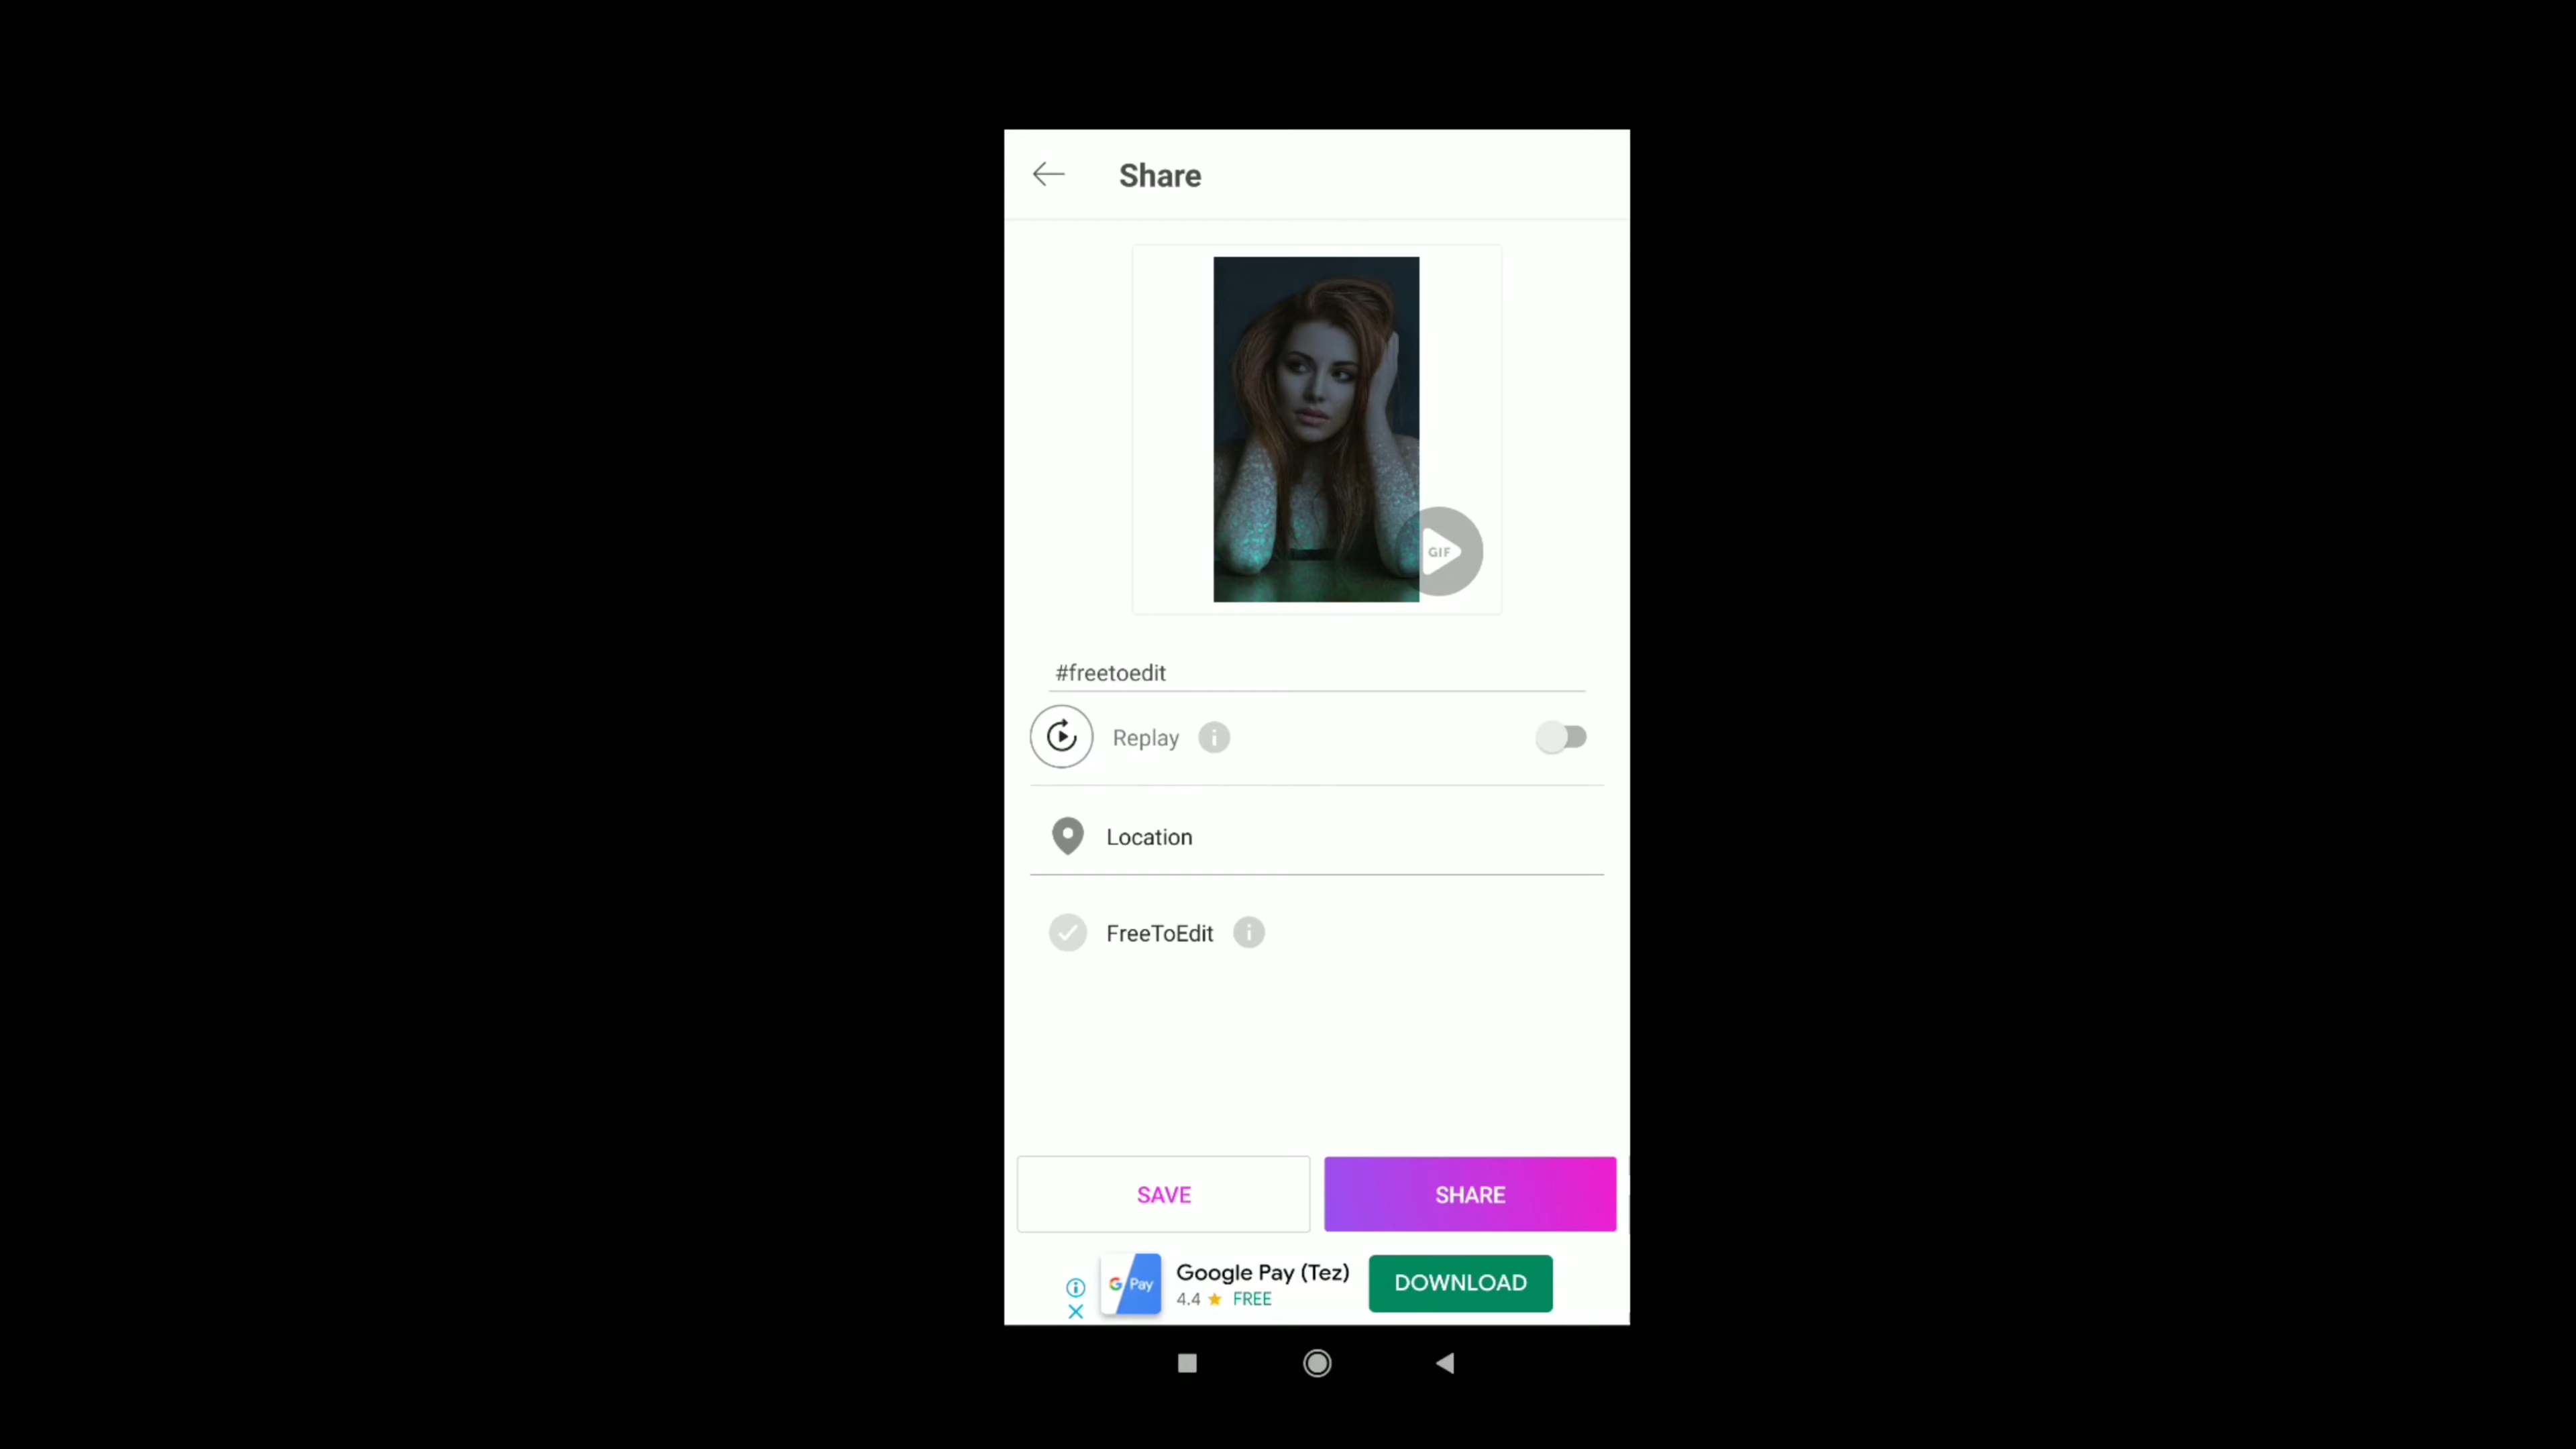 Share
GIF
#freetoedit
Replay
Location
FreeToEdit
SAVE
SHARE
G Pay
Google Pay (Tez)
4.4 ★ FREE
DOWNLOAD